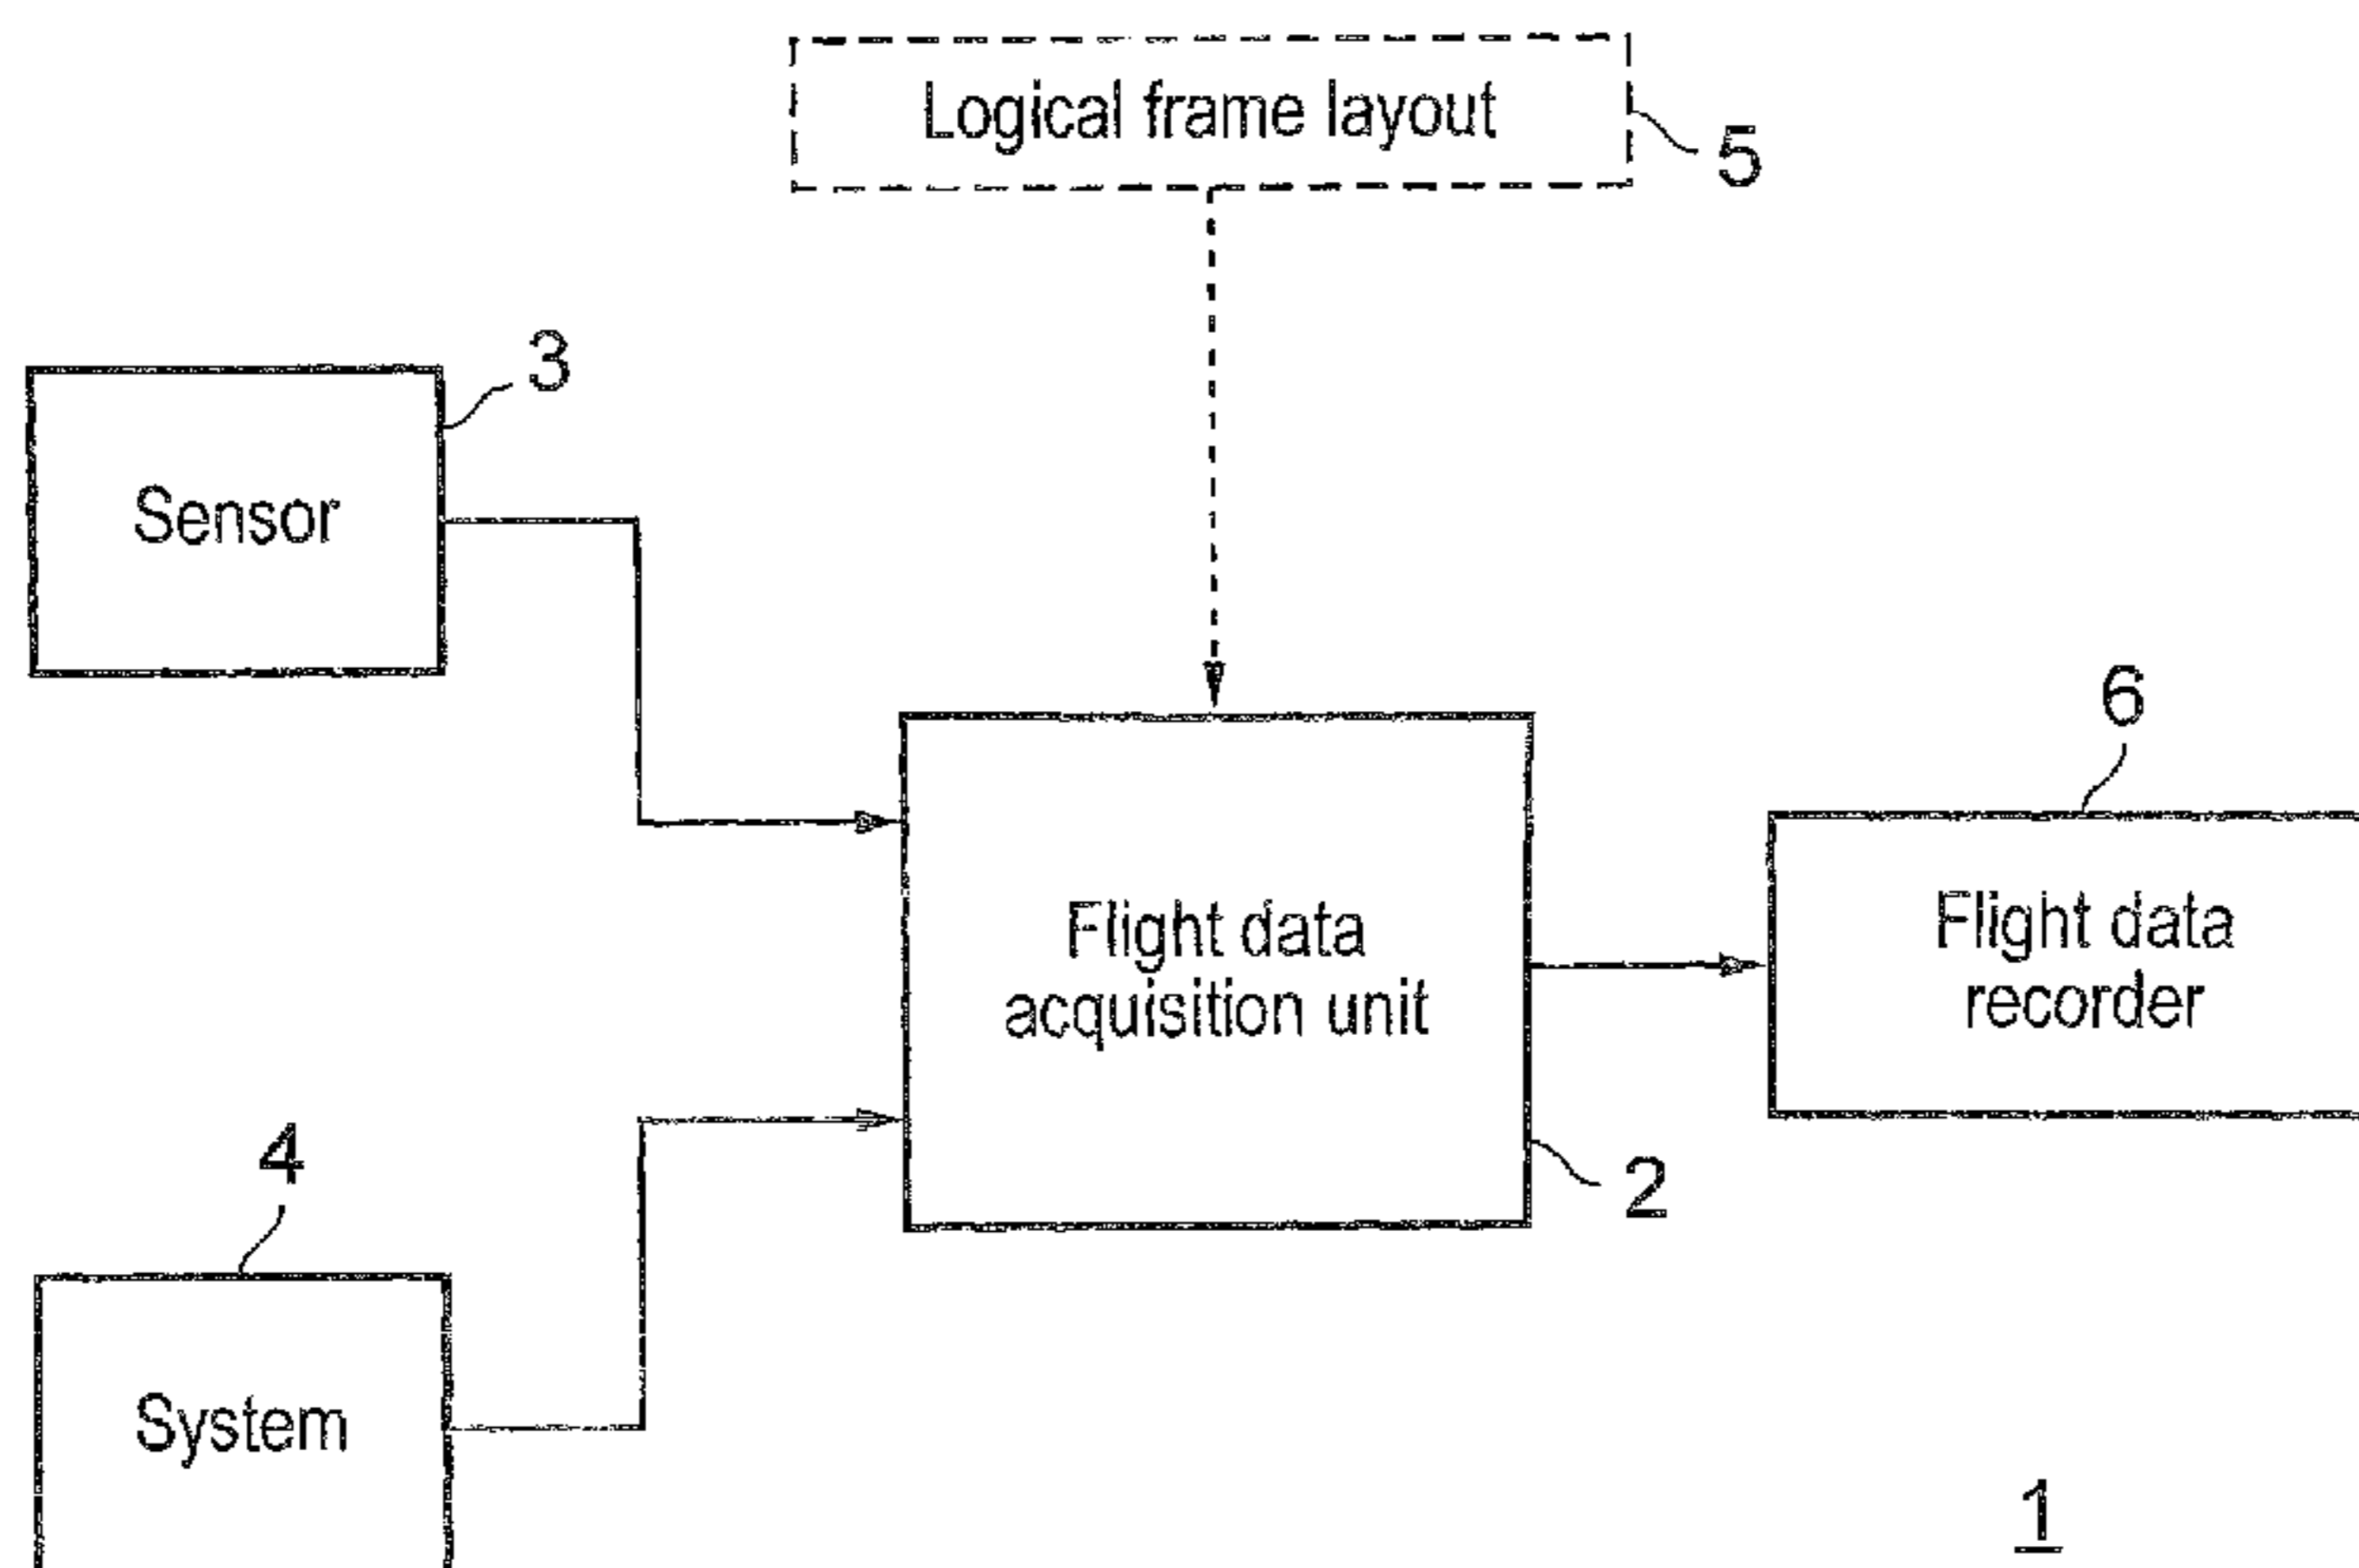 Logical frame layout
5
3
Sensor
6
Flight data
acquisition unit
Flight data
recorder
4
2
System
1